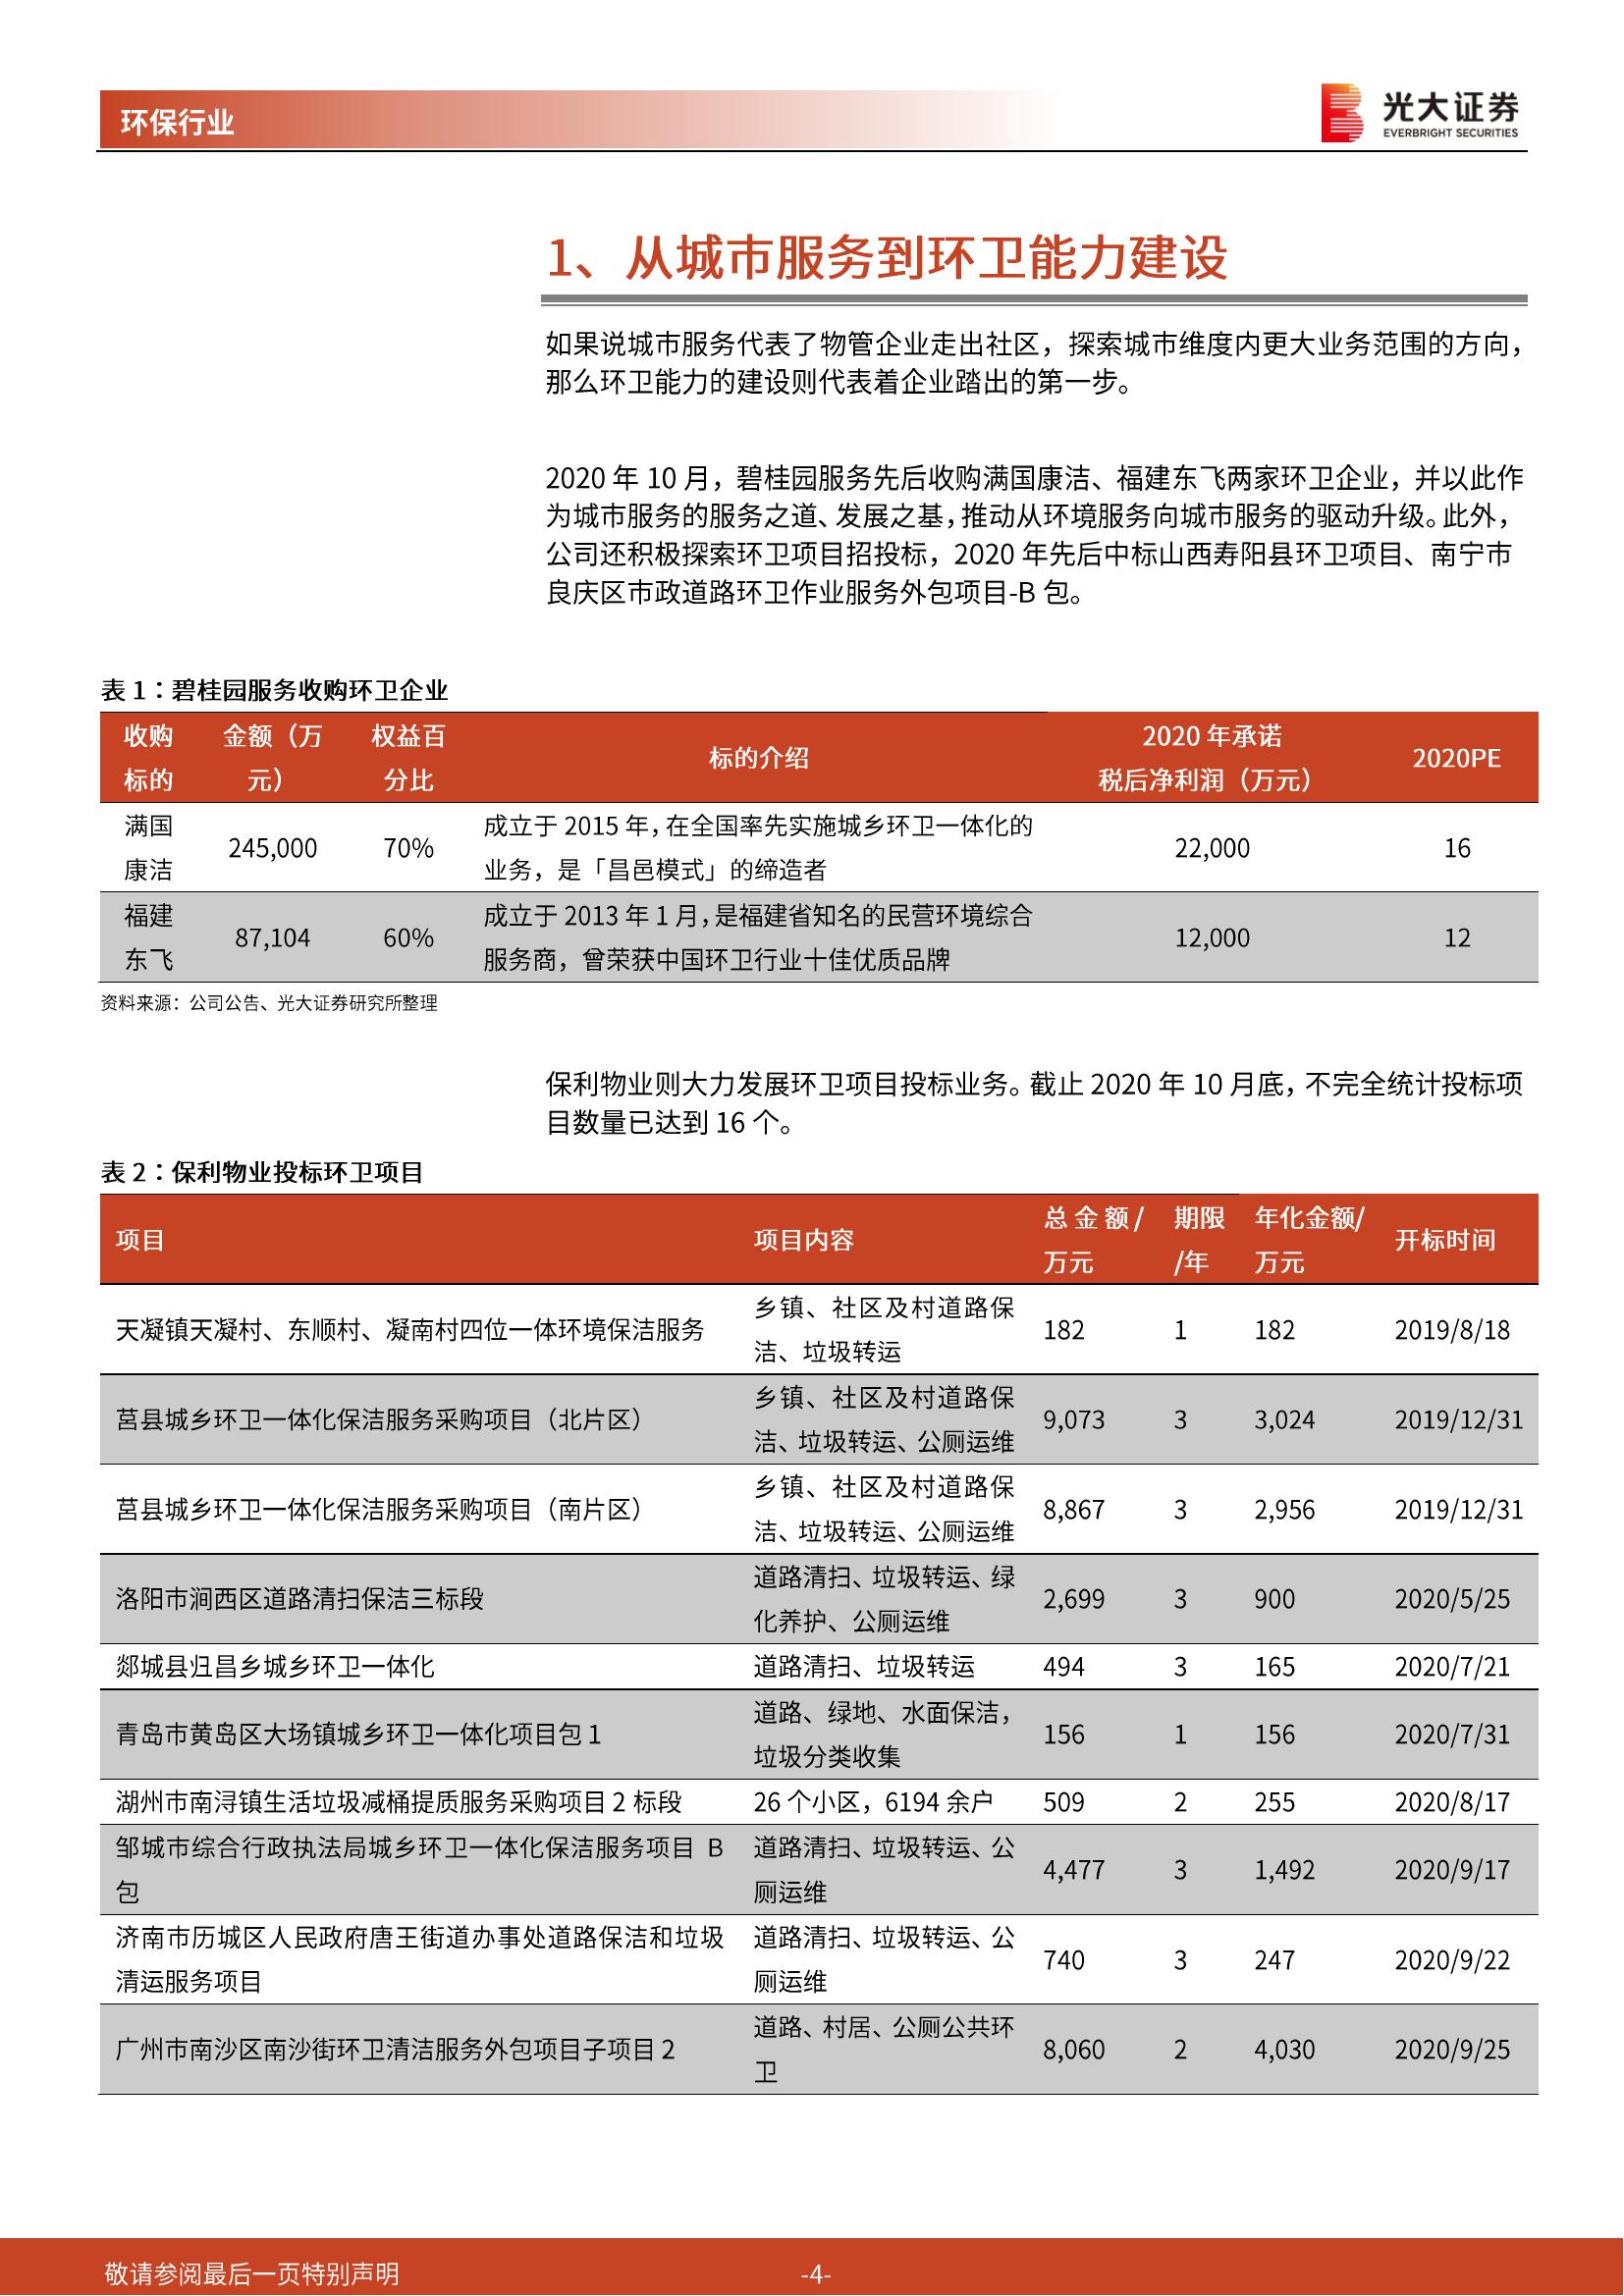 环保行业
光大证券
EVERBRIGHT SECURITIES
1、从城市服务到环卫能力建设
如果说城市服务代表了物管企业走出社区，探索城市维度内更大业务范围的方向，
那么环卫能力的建设则代表着企业踏出的第一步。
2020 年 10 月，碧桂园服务先后收购满国康洁、福建东飞两家环卫企业，并以此作
为城市服务的服务之道、发展之基，推动从环境服务向城市服务的驱动升级。此外，
公司还积极探索环卫项目招投标，2020 年先后中标山西寿阳县环卫项目、南宁市
良庆区市政道路环卫作业服务外包项目-B 包。
表 1：碧桂园服务收购环卫企业
收购
标的
金额（万
元）
权益百
分比
标的介绍
2020 年承诺
税后净利润（万元）
2020PE
满国
康洁
245,000
70%
成立于 2015 年，在全国率先实施城乡环卫一体化的
业务，是「昌邑模式」的缔造者
22,000
16
福建
东飞
87,104
60%
成立于 2013 年 1 月，是福建省知名的民营环境综合
服务商，曾荣获中国环卫行业十佳优质品牌
12,000
12
资料来源：公司公告、光大证券研究所整理
保利物业则大力发展环卫项目投标业务。截止 2020 年 10 月底，不完全统计投标项
目数量已达到 16 个。
表 2：保利物业投标环卫项目
项目
项目内容
总金额/
万元
期限
/年
年化金额/
万元
开标时间
天凝镇天凝村、东顺村、凝南村四位一体环境保洁服务
乡镇、社区及村道路保
洁、垃圾转运
182
1
182
2019/8/18
莒县城乡环卫一体化保洁服务采购项目（北片区）
乡镇、社区及村道路保
洁、垃圾转运、公厕运维
9,073
3
3,024
2019/12/31
莒县城乡环卫一体化保洁服务采购项目（南片区）
乡镇、社区及村道路保
洁、垃圾转运、公厕运维
8,867
3
2,956
2019/12/31
洛阳市涧西区道路清扫保洁三标段
道路清扫、垃圾转运、绿
化养护、公厕运维
2,699
3
900
2020/5/25
郯城县归昌乡城乡环卫一体化
道路清扫、垃圾转运
494
3
165
2020/7/21
青岛市黄岛区大场镇城乡环卫一体化项目包 1
道路、绿地、水面保洁，
垃圾分类收集
156
1
156
2020/7/31
湖州市南浔镇生活垃圾减桶提质服务采购项目 2 标段
26 个小区，6194 余户
509
2
255
2020/8/17
邹城市综合行政执法局城乡环卫一体化保洁服务项目 B
包
道路清扫、垃圾转运、公
厕运维
4,477
3
1,492
2020/9/17
济南市历城区人民政府唐王街道办事处道路保洁和垃圾
清运服务项目
道路清扫、垃圾转运、公
厕运维
740
3
247
2020/9/22
广州市南沙区南沙街环卫清洁服务外包项目子项目 2
道路、村居、公厕公共环
卫
8,060
2
4,030
2020/9/25
敬请参阅最后一页特别声明
-4-